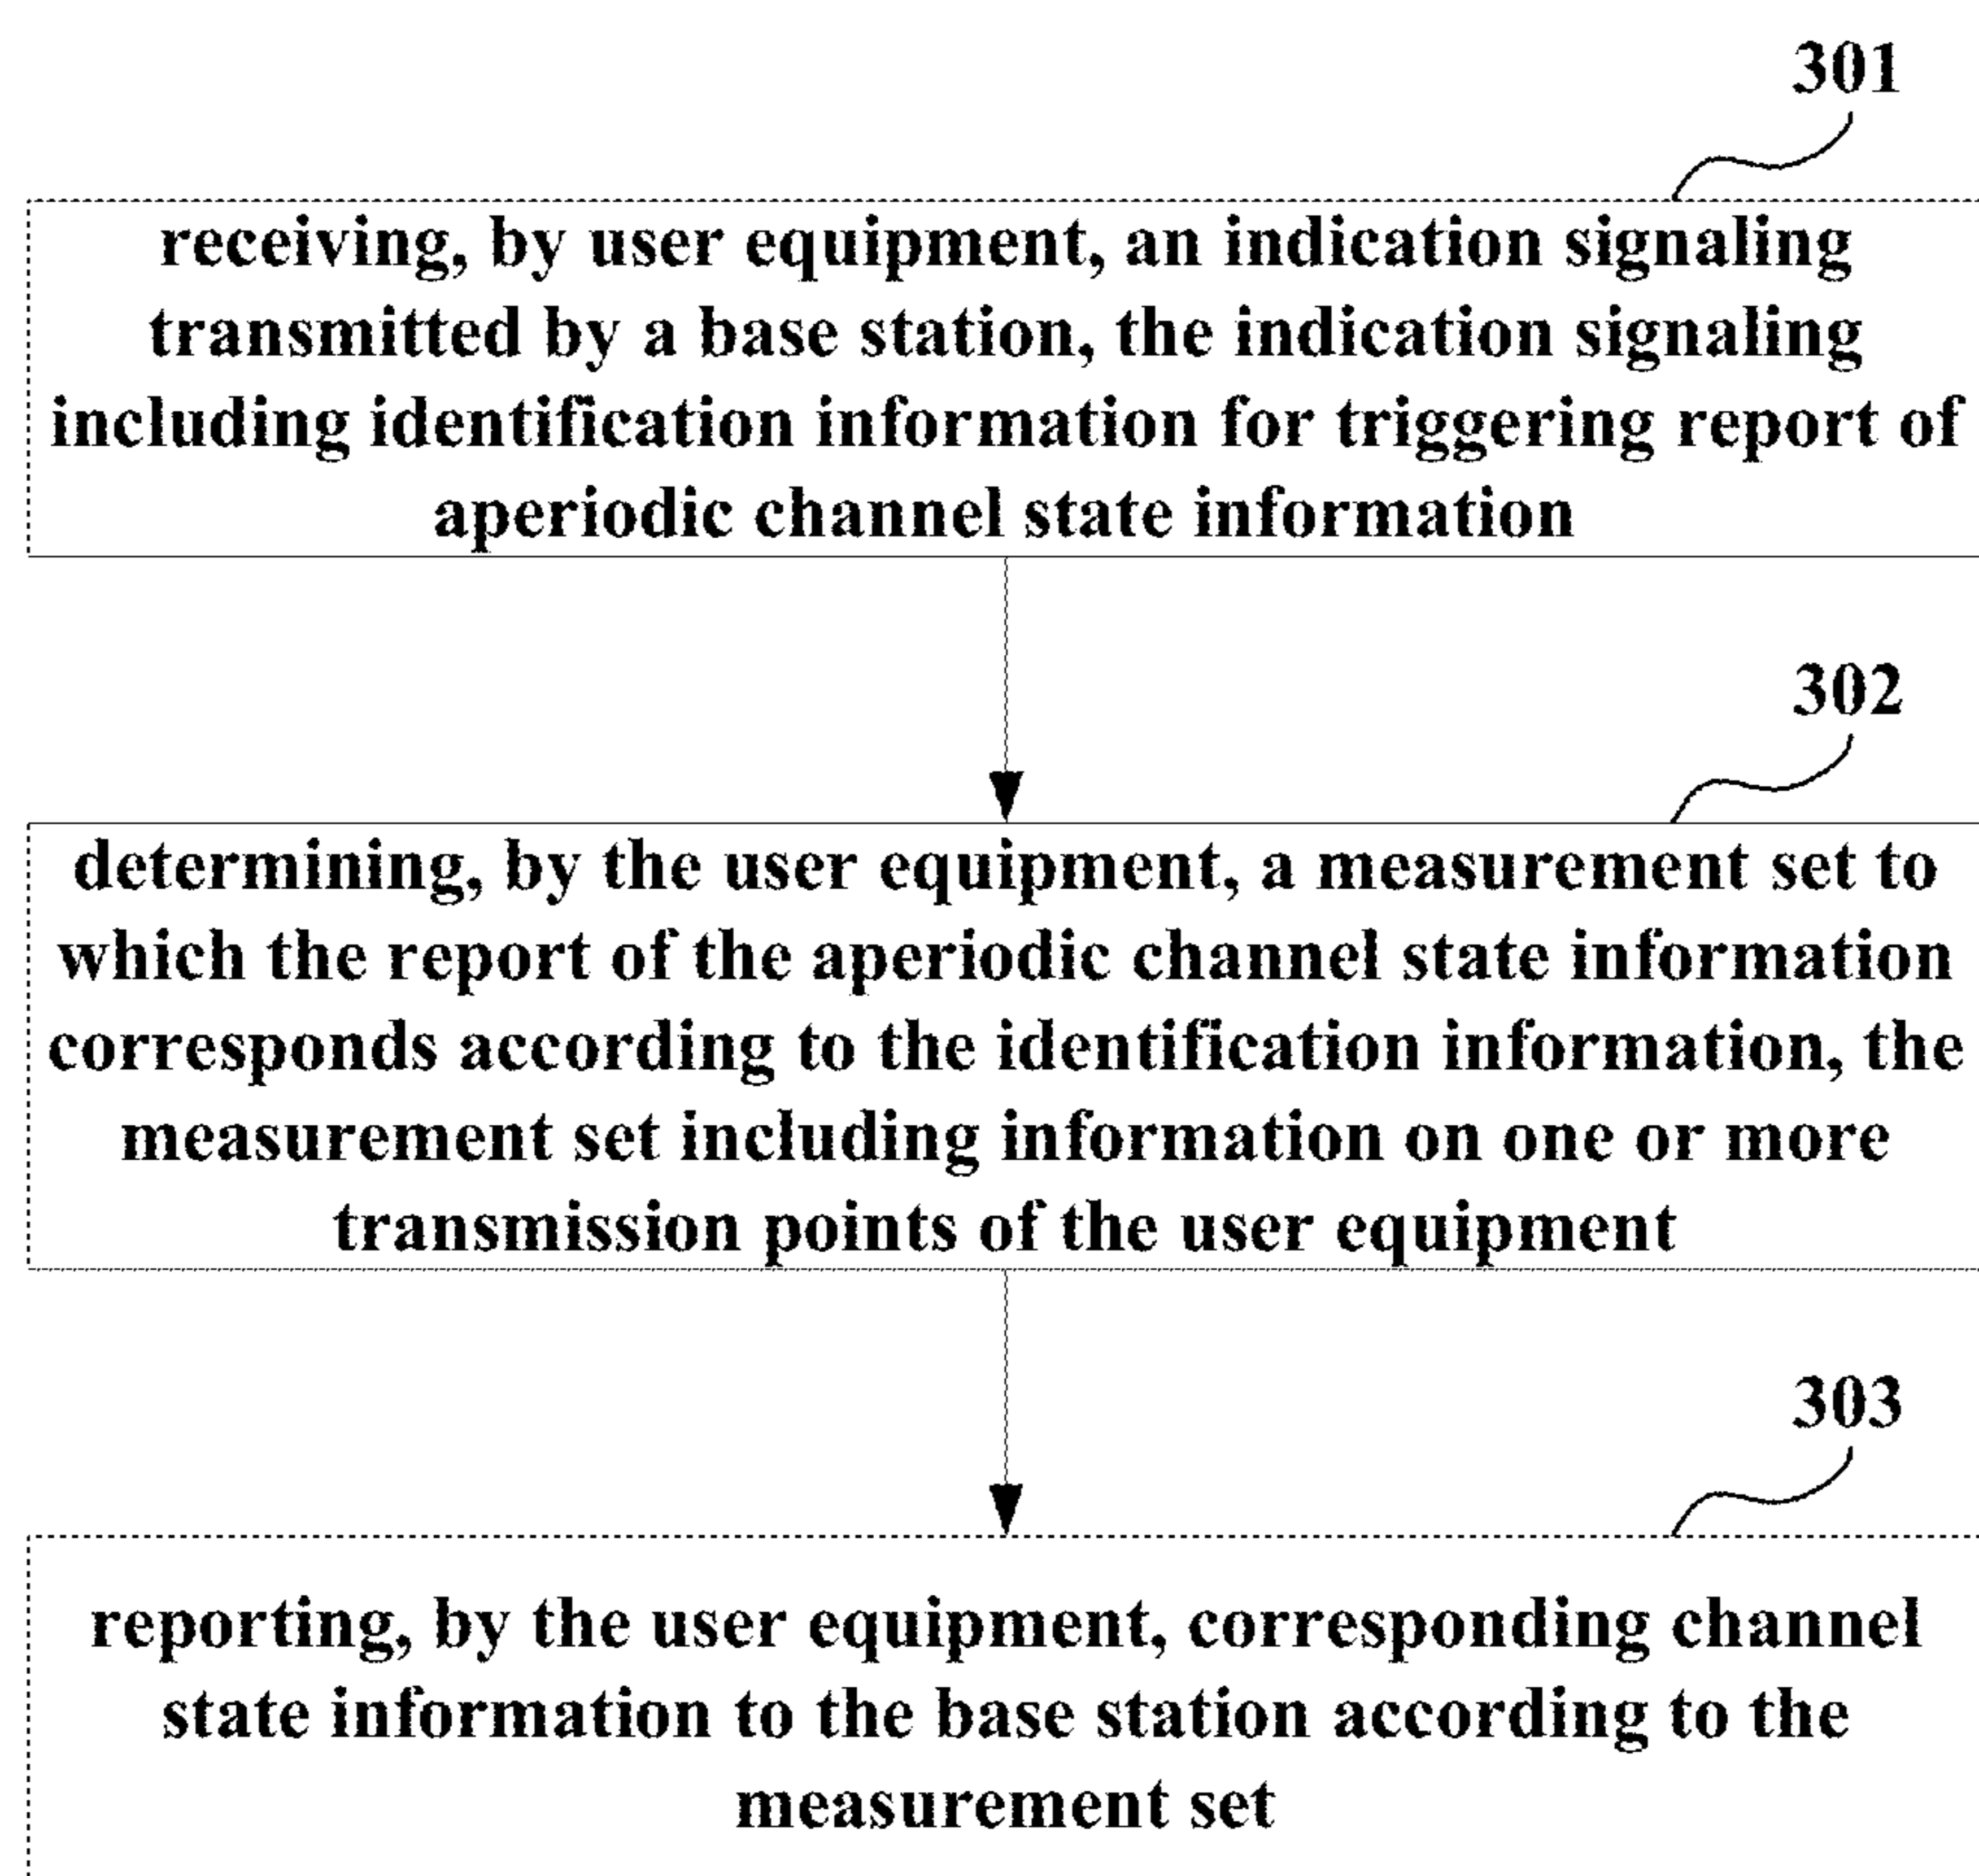 301
receiving, by user equipment, an indication signaling
transmitted by a base station, the indication signaling
including identification information for triggering report of
aperiodic channel state information
302
determining, by the user equipment, a measurement set to
which the report of the aperiodic channel state information
corresponds according to the identification information, the
measurement set including information on one or more
transmission points of the user equipment
303
reporting, by the user equipment, corresponding channel
state information to the base station according to the
measurement set